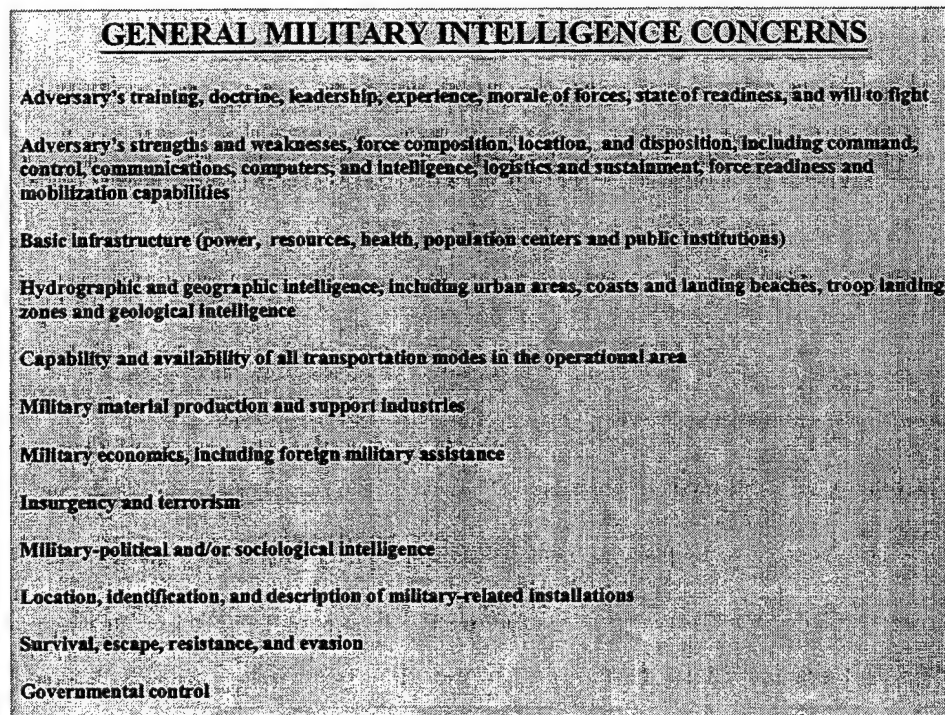 GENERAL MILITARY INTELLIGENCE CONCERNS
Adversary's training, doctrine, leadership, experience, morale of forces, state of readiness, and will to fight
Adversary's strengths and weaknesses, force composition, location, and disposition, including command,
control, communications, computers, and intelligence, logistics and sustainment, force readiness and
mobilization capabilities
Basic infrastructure (power, resources, health, population centers and public institutions)
Hydrographic and geographic intelligence, including urban areas, coasts and landing beaches, troop landing
zones and geological intelligence
Capability and availability of all transportation modes in the operational area
Military material production and support industries
Military economics, including foreign military assistance
Insurgency and terrorism
Military-political and/or sociological intelligence
Location, identification, and description of military-related installations
Survival, escape, resistance, and evasion
Governmental control